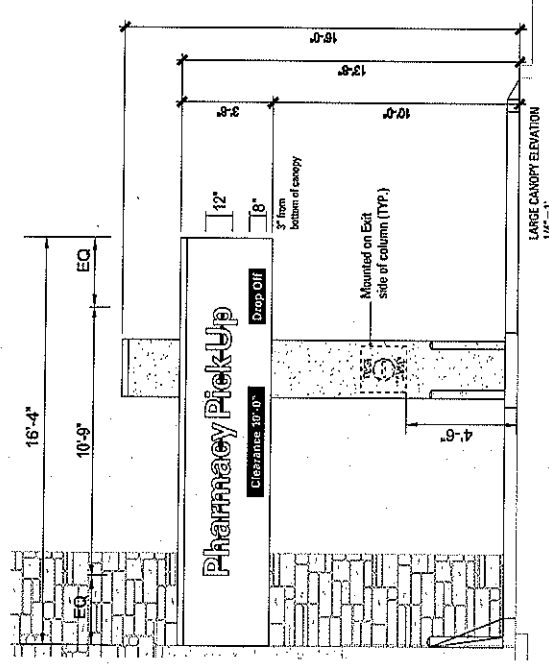 16'-4"
EQ
10'-9"
EQ
16'-0"
13'-8"
3'-8"
10'-0"
12"
8"
3" from
bottom of canopy
Pharmacy Pick-Up
Clearance 10'-0"
Drop Off
Mounted on Exit
side of column (TYP.)
4'-6"
LARGE CANOPY ELEVATION